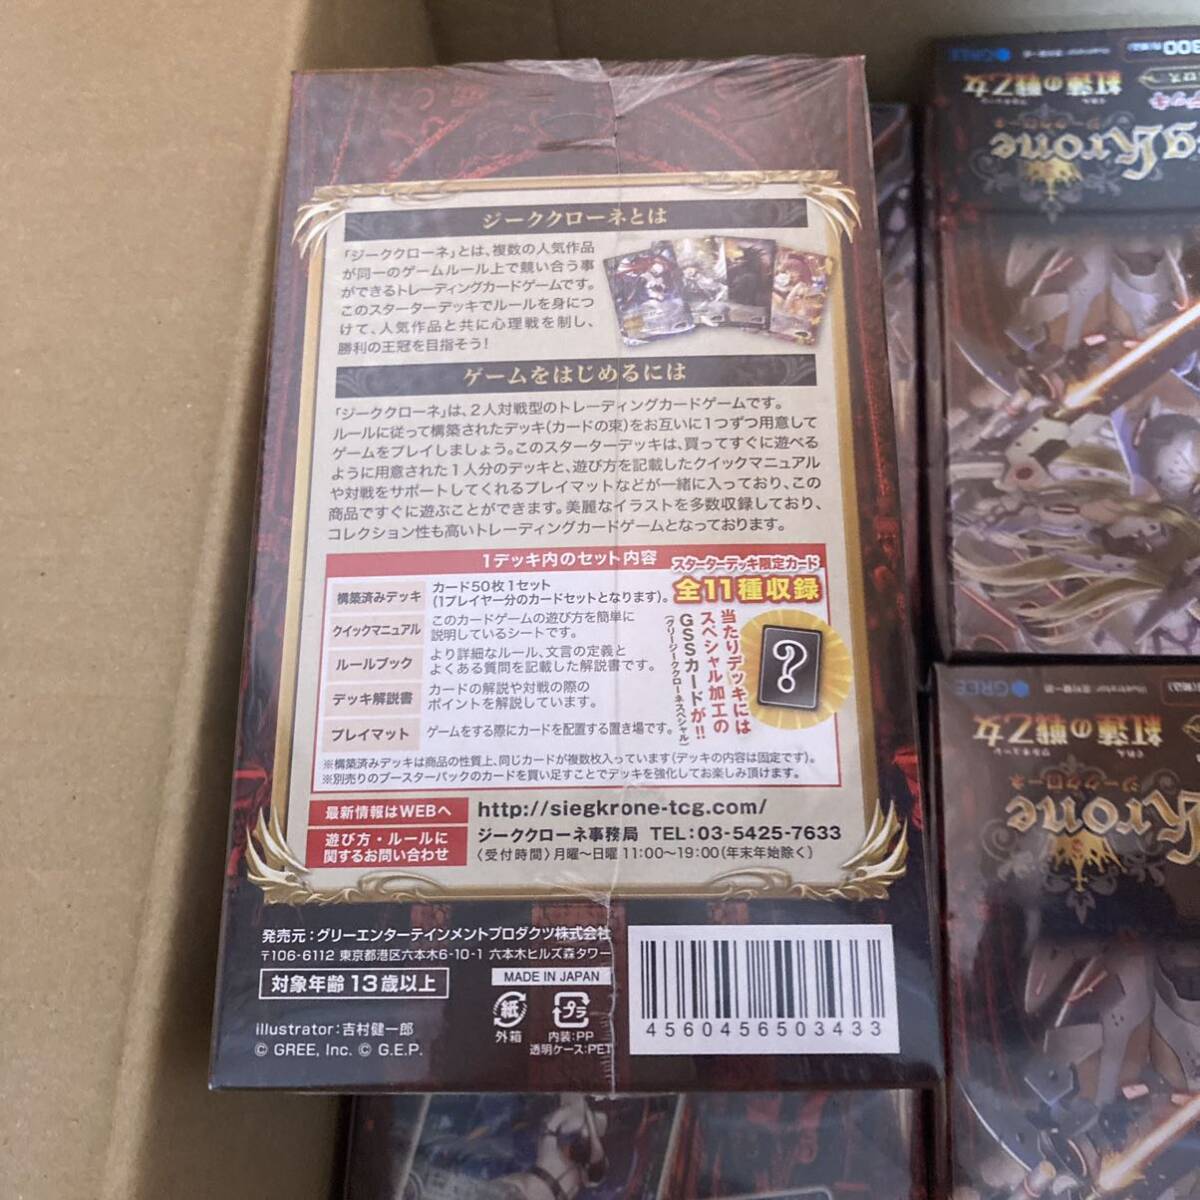 ジーククローネとは
「ジーククローネ」とは、複数の人気作品
が同一のゲームルール上で競い合う事
ができるトレーディングカードゲームです。
このスターターデッキでルールを身につ
けて、人気作品と共に心理戦を制し、
勝利の王冠を目指そう!
ゲームをはじめるには
「ジーククローネ」は、2人対戦型のトレーディングカードゲームです。
ルールに従って構築されたデッキ(カードの束)をお互いに1つずつ用意して
ゲームをプレイしましょう。このスターターデッキは、買ってすぐに遊べる
ように用意された1人分のデッキと、遊び方を記載したクイックマニュアル
や対戦をサポートしてくれるプレイマットなどが一緒に入っており、この
商品ですぐに遊ぶことができます。美麗なイラストを多数収録しており、
コレクション性も高いトレーディングカードゲームとなっております。
1デッキ内のセット内容
構築済みデッキ
カード50枚1セット
(1プレイヤー分のカードセットとなります)。
クイックマニュアル
このカードゲームの遊び方を簡単に
説明しているシートです。
ルールブック
より詳細なルール、文言の定義と
よくある質問を記載した解説書です。
デッキ解説書
カードの解説や対戦の際の
ポイントを解説しています。
プレイマット
ゲームをする際にカードを配置する置き場です。
スターターデッキ限定カード
全11種収録
当たりデッキには
スペシャル加工の
GSSカードが!!
(グリージーククローネスペシャル)
?
※構築済みデッキは商品の性質上、同じカードが複数枚入っています(デッキの内容は固定です)。
※別売りのブースターパックのカードを買い足すことでデッキを強化してお楽しみ頂けます。
最新情報はWEBへ
http://siegkrone-tcg.com/
遊び方・ルールに
関するお問い合わせ
ジーククローネ事務局 TEL:03-5425-7633
〈受付時間〉月曜〜日曜 11:00〜19:00(年末年始除く)
発売元:グリーエンターテインメントプロダクツ株式会社
〒106-6112 東京都港区六本木6-10-1 六本木ヒルズ森タワー
対象年齢 13歳以上
MADE IN JAPAN
紙
外箱
プラ
内装:PP
透明ケース:PET
4560456503433
illustrator:吉村健一郎
© GREE, Inc. © G.E.P.
GREE
紅蓮の戦乙女
ジーククローネ
Krone
GREE
紅蓮の戦乙女
ジーククローネ
Krone